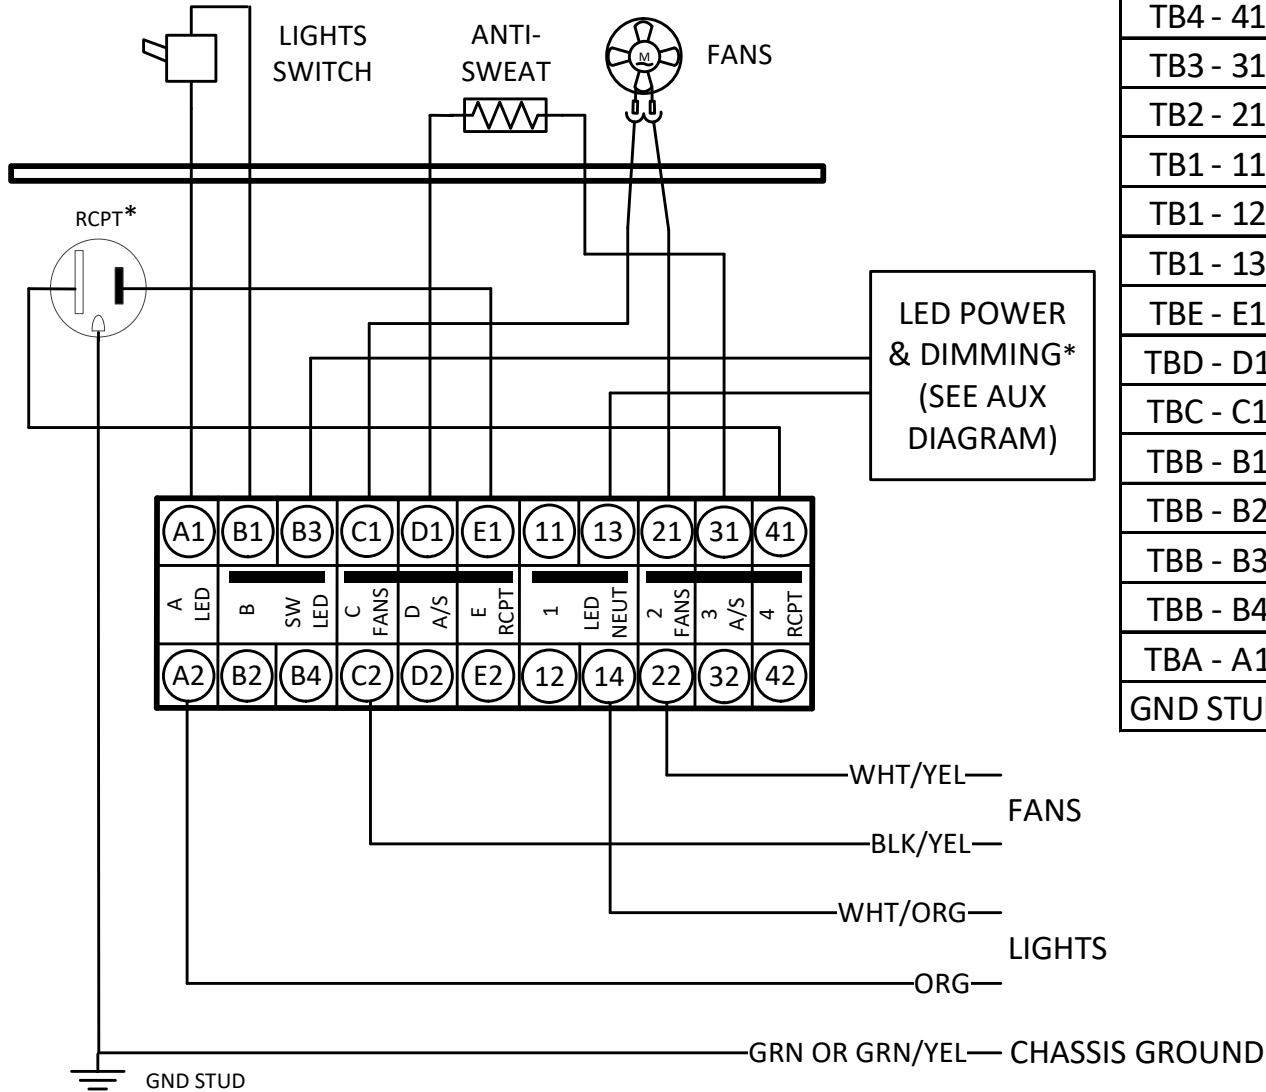 LIGHTS
SWITCH
ANTI-
SWEAT
M
FANS
RCPT*
LED POWER
& DIMMING*
(SEE AUX
DIAGRAM)
A1 B1 B3 C1 D1 E1 11 13 21 31 41
A
LED
B
SW
LED
C
FANS
D
A/S
E
RCPT
1
LED
NEUT
2
FANS
3
A/S
4
RCPT
A2 B2 B4 C2 D2 E2 12 14 22 32 42
WHT/YEL
FANS
BLK/YEL
WHT/ORG
LIGHTS
ORG
GRN OR GRN/YEL CHASSIS GROUND
GND STUD
TB4 - 41
TB3 - 31
TB2 - 21
TB1 - 11
TB1 - 12
TB1 - 13
TBE - E1
TBD - D1
TBC - C1
TBB - B1
TBB - B2
TBB - B3
TBB - B4
TBA - A1
GND STU